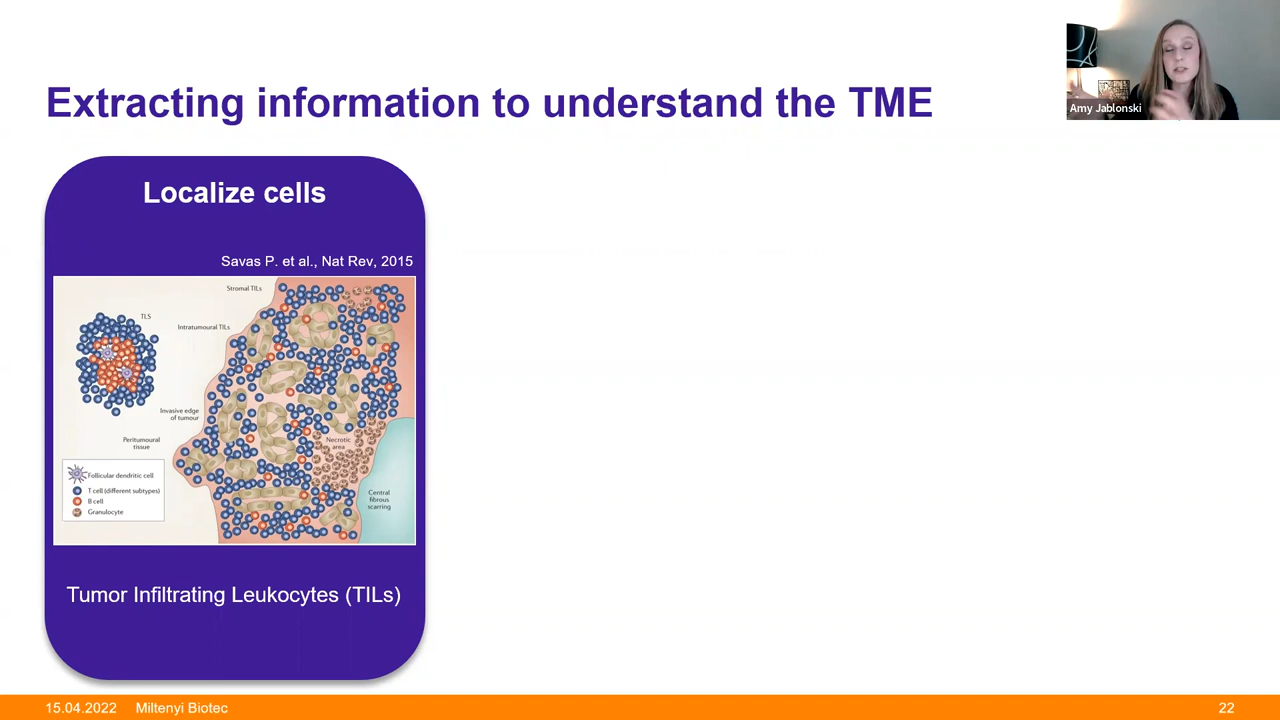 Extracting information to understand the TME
Amy Jablonski
Localize cells
Savas P. et al., Nat Rev, 2015
Stromal TILs
TLS
Intratumoural TILs
Invasive edge
of tumour
Peritumoural
tissue
Necrotic
area
Central
fibrous
scarring
Follicular dendritic cell
T cell (different subtypes)
B cell
Granulocyte
Tumor Infiltrating Leukocytes (TILs)
15.04.2022 Miltenyi Biotec 22